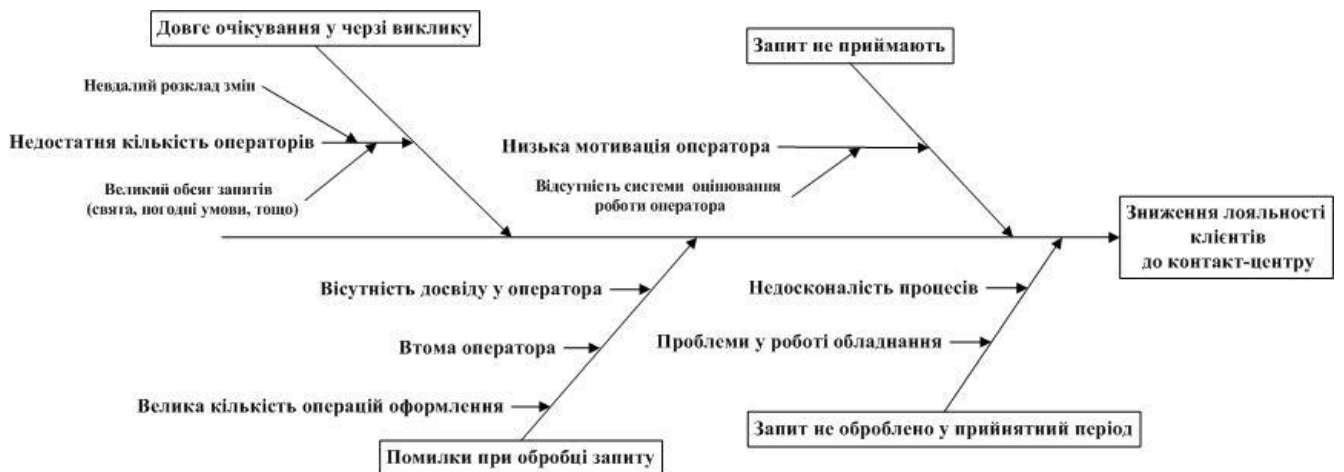 Довге очікування у черзі виклику
Запит не приймають
Невдалий розклад змін
Недостатня кількість операторів
Низька мотивація оператора
Великий обсяг запитів
(свята, погодні умови, тощо)
Відсутність системи оцінювання
роботи оператора
Зниження лояльності
клієнтів
до контакт-центру
Вісутність досвіду у оператора
Недосконалість процесів
Втома оператора
Проблеми у роботі обладнання
Велика кількість операцій оформлення
Помилки при обробці запиту
Запит не оброблено у прийнятний період